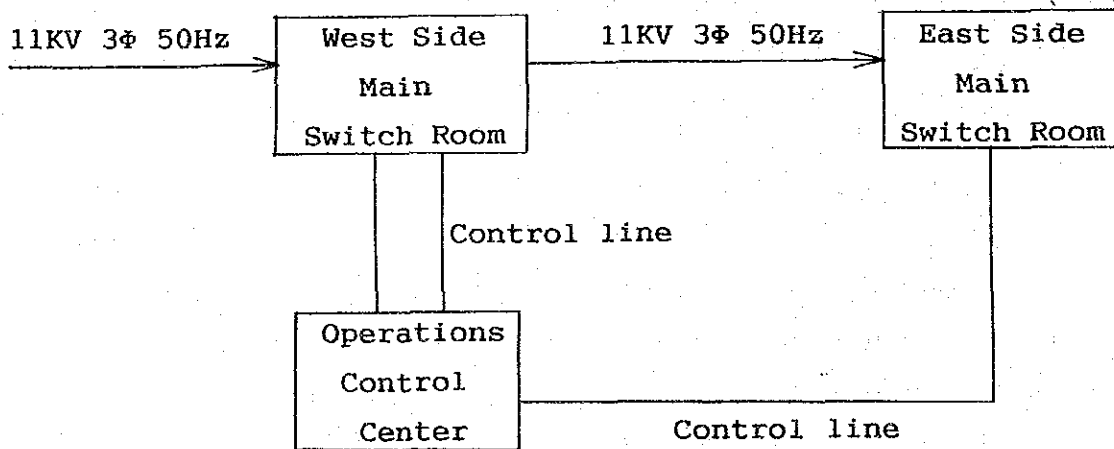 11KV 3Φ 50Hz
West Side
Main
Switch Room
11KV 3Φ 50Hz
East Side
Main
Switch Room
Control line
Operations
Control
Center
Control line